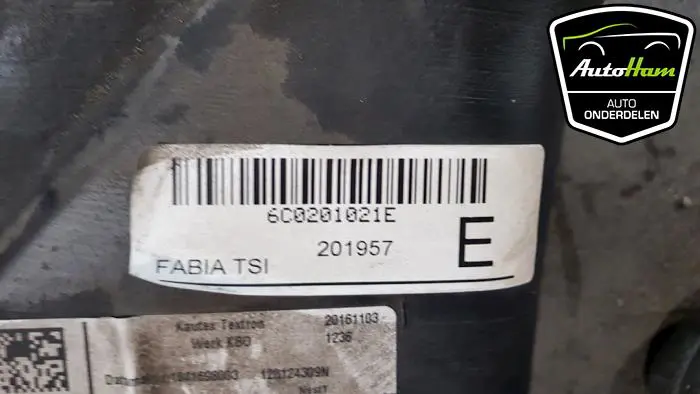 AutoHam
AUTO
ONDERDELEN
6C0201021E
201957
E
FABIA TSI
Kautex Textron
20161103
Werk KBO
1236